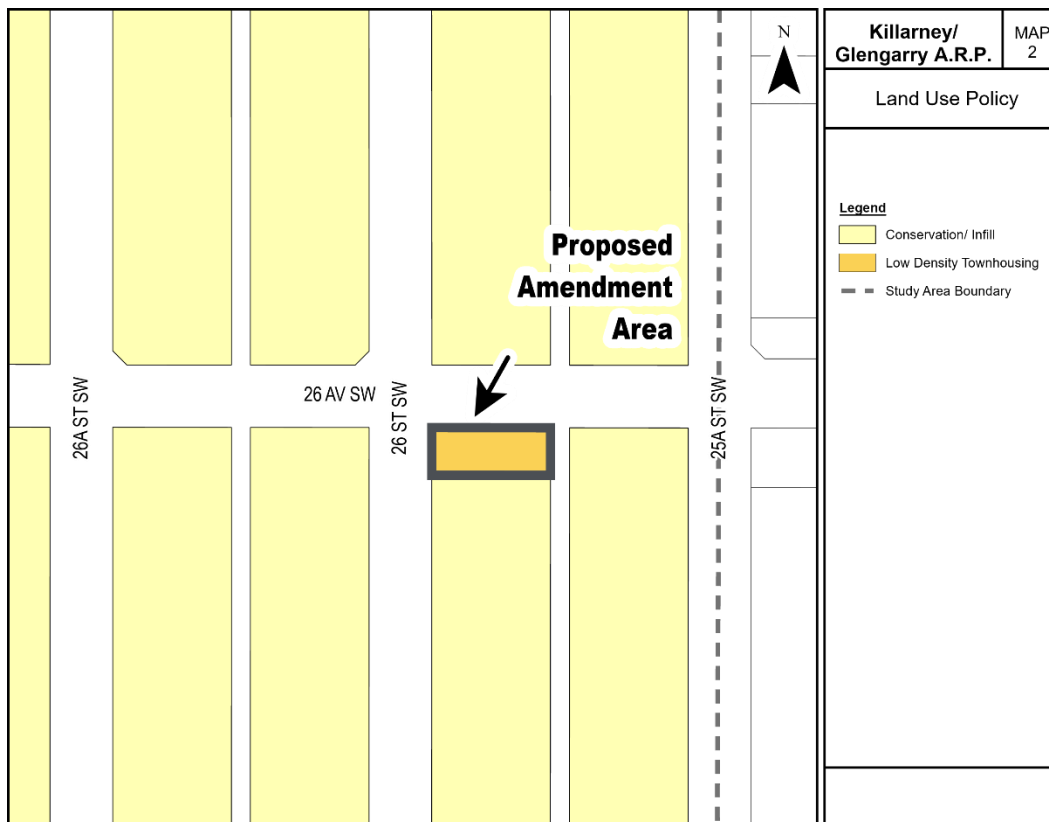 N
Proposed
Amendment
Area
26A ST SW
26 AV SW
26 ST SW
25A ST SW
Killarney/
Glengarry A.R.P.
MAP
2
Land Use Policy
Legend
Conservation/ Infill
Low Density Townhousing
Study Area Boundary